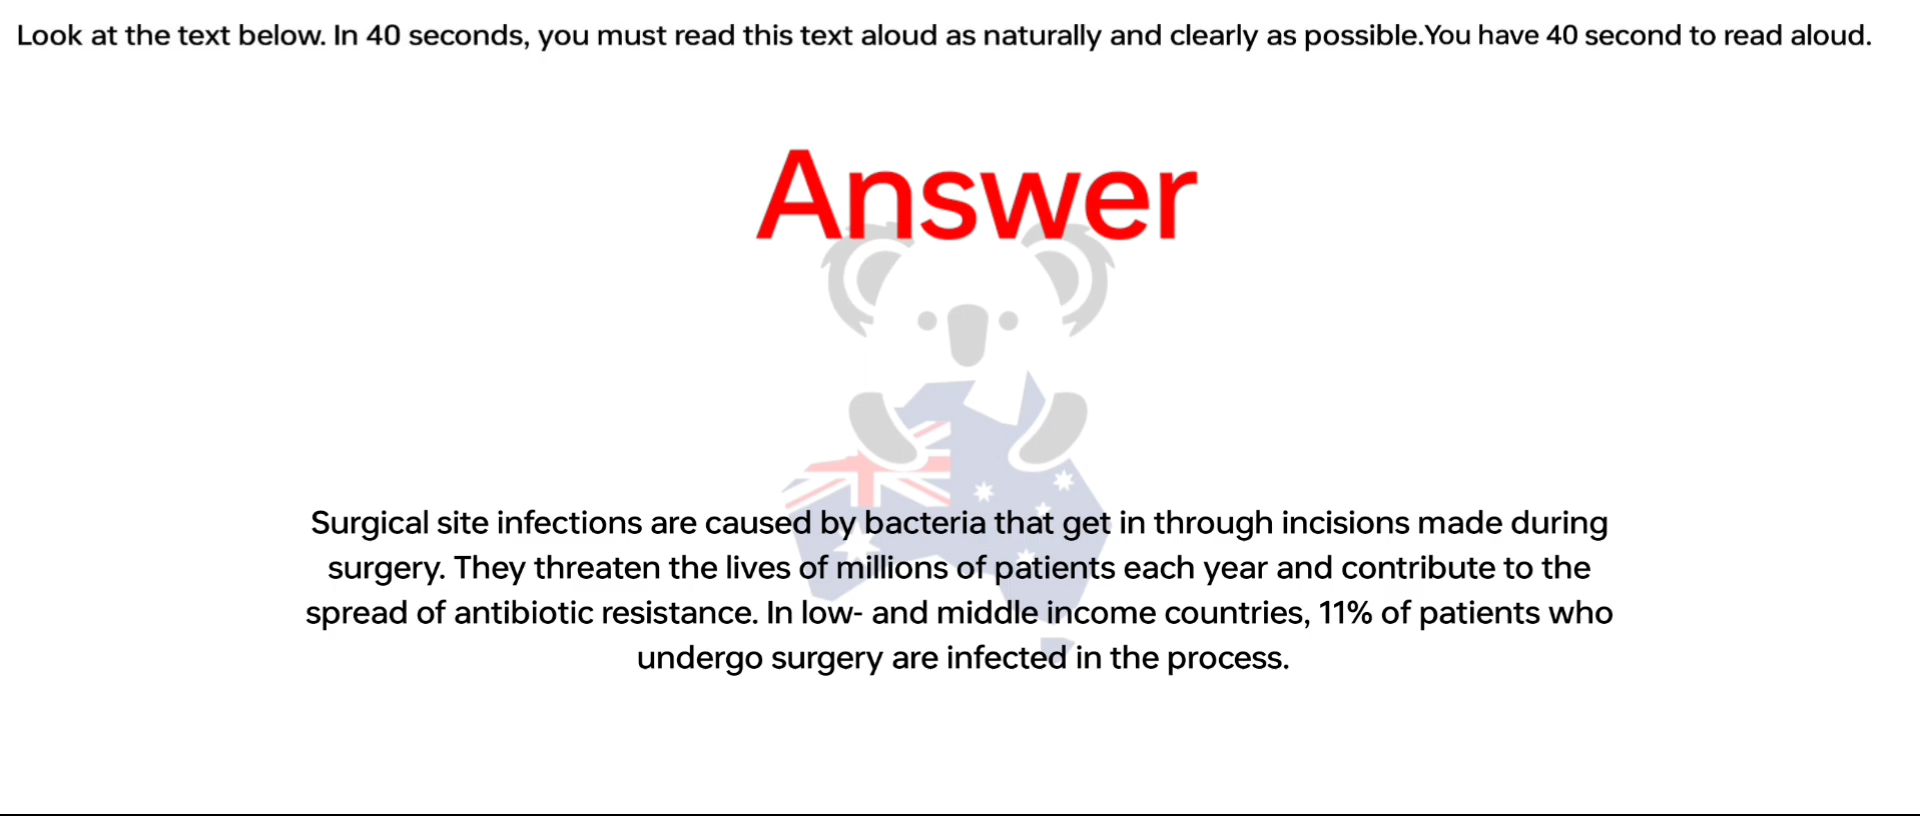 Look at the text below. In 40 seconds, you must read this text aloud as naturally and clearly as possible.You have 40 second to read aloud.
Answer
Surgical site infections are caused by bacteria that get in through incisions made during
surgery. They threaten the lives of millions of patients each year and contribute to the
spread of antibiotic resistance. In low- and middle income countries, 11% of patients who
undergo surgery are infected in the process.